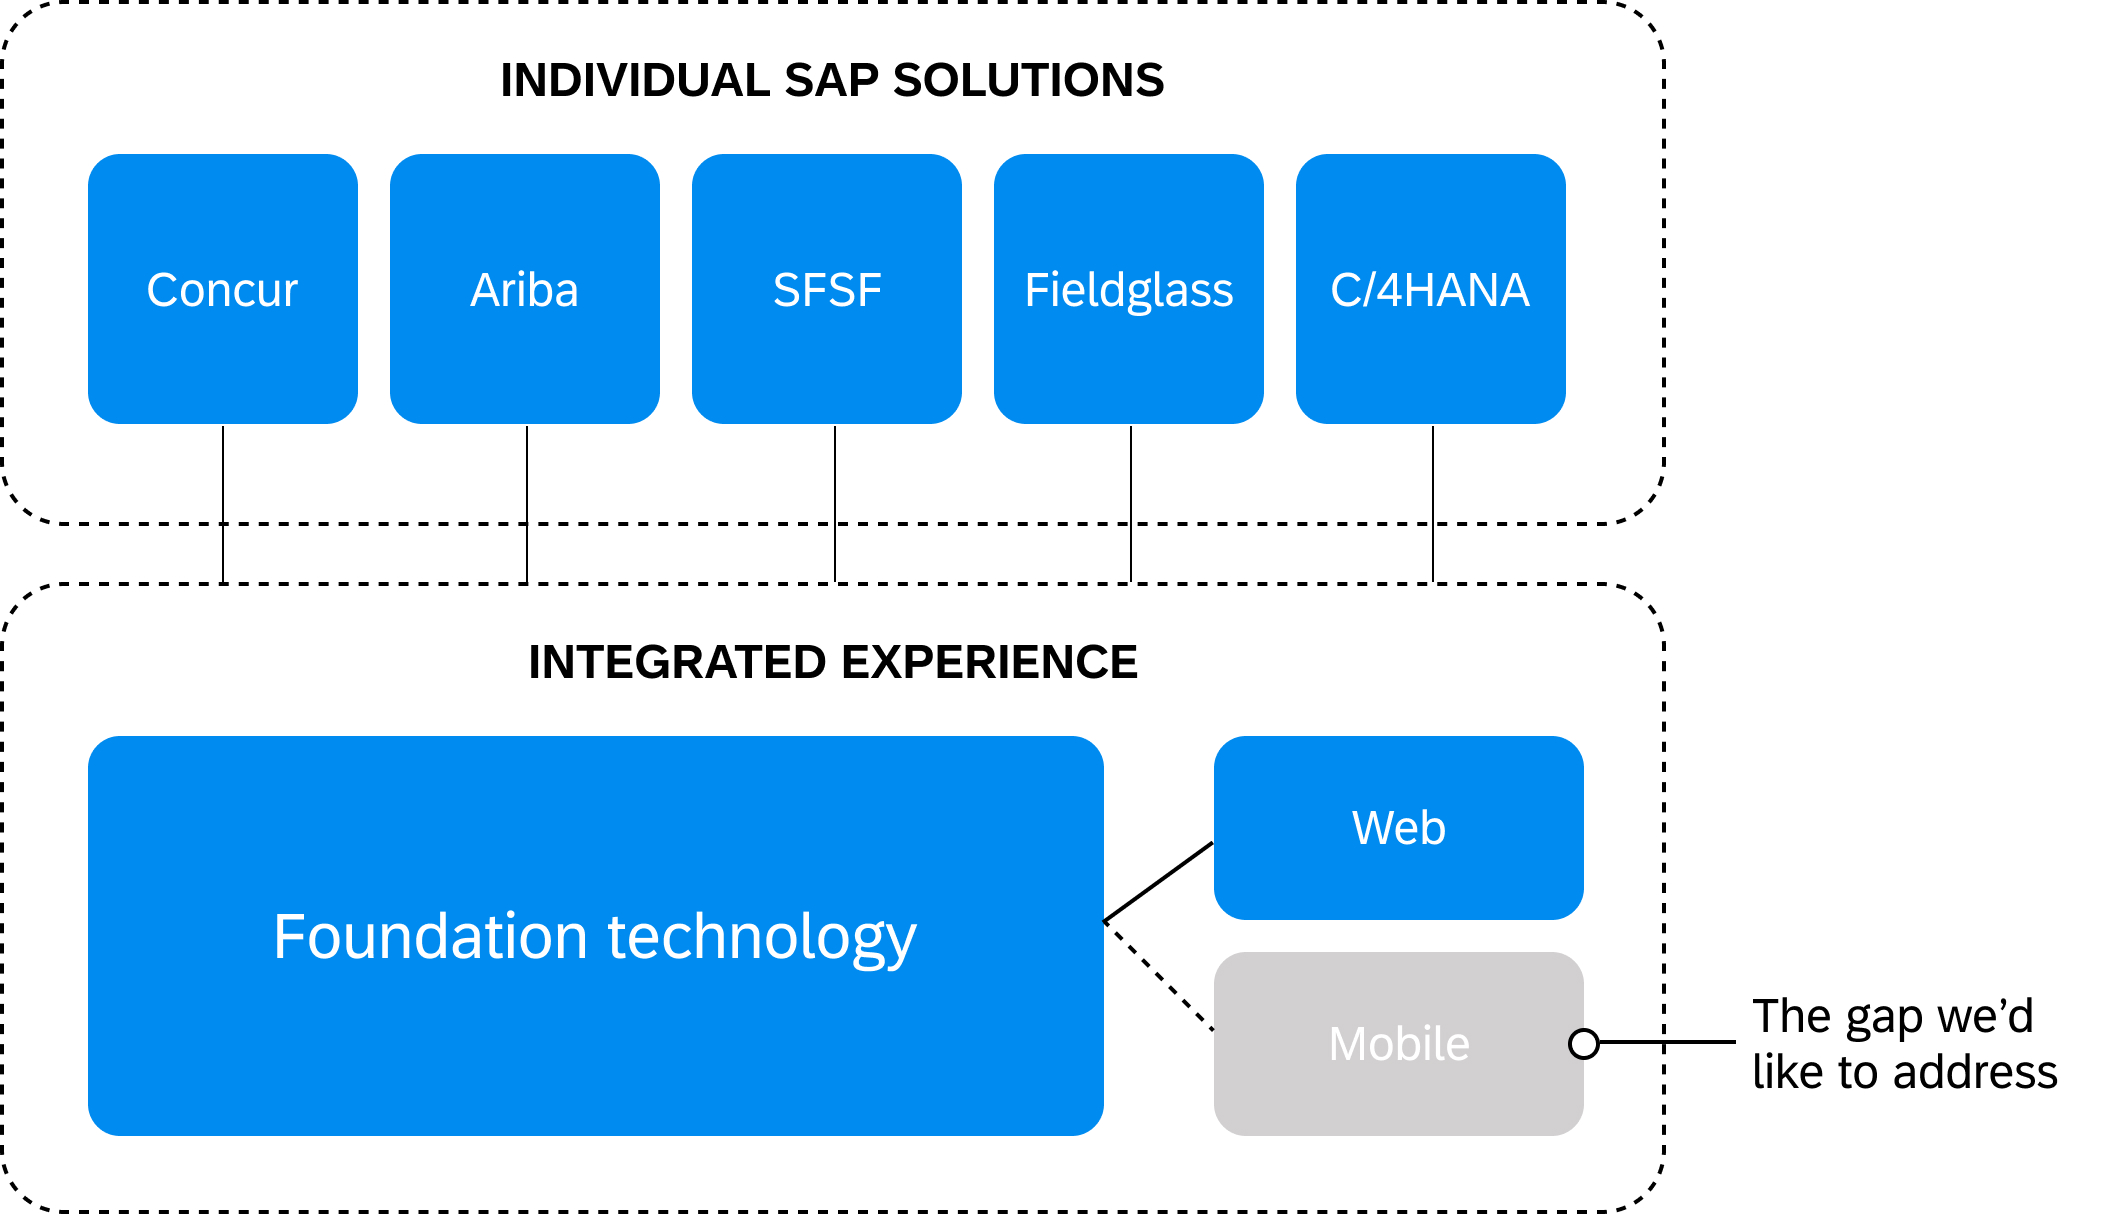 INDIVIDUAL SAP SOLUTIONS
Concur
Ariba
SFSF
Fieldglass
C/4HANA
INTEGRATED EXPERIENCE
Foundation technology
Web
Mobile
The gap we’d
like to address